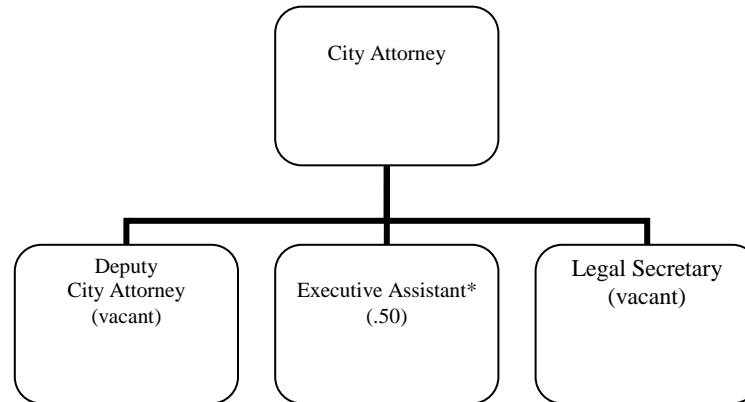 City Attorney
Deputy
City Attorney
(vacant)
Executive Assistant*
(.50)
Legal Secretary
(vacant)